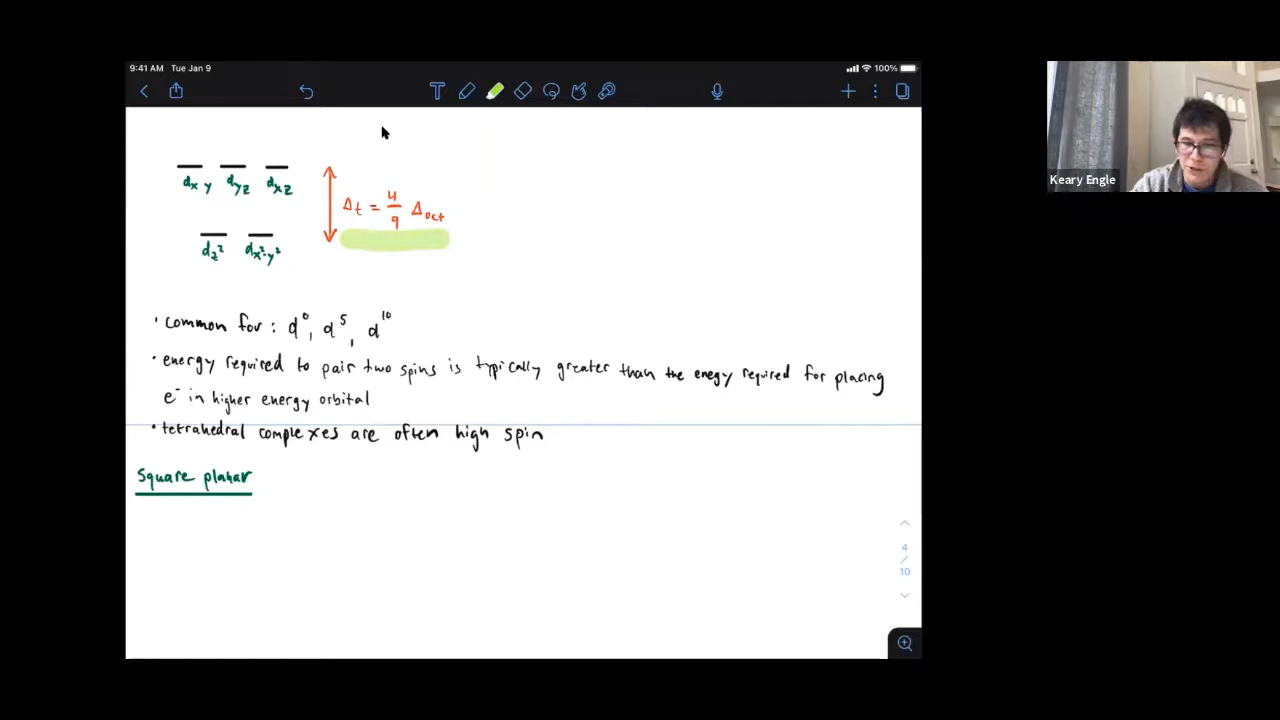 9:41 AM Tue Jan 9
100%
T
Keary Engle
dxy dyz dxz
Δt = 4/9 Δoct
dz² dx²-y²
• common for: d⁰, d⁵, d¹⁰
• energy required to pair two spins is typically greater than the enegy required for placing
e⁻ in higher energy orbital
• tetrahedral complexes are often high spin
Square planar
4
/
10